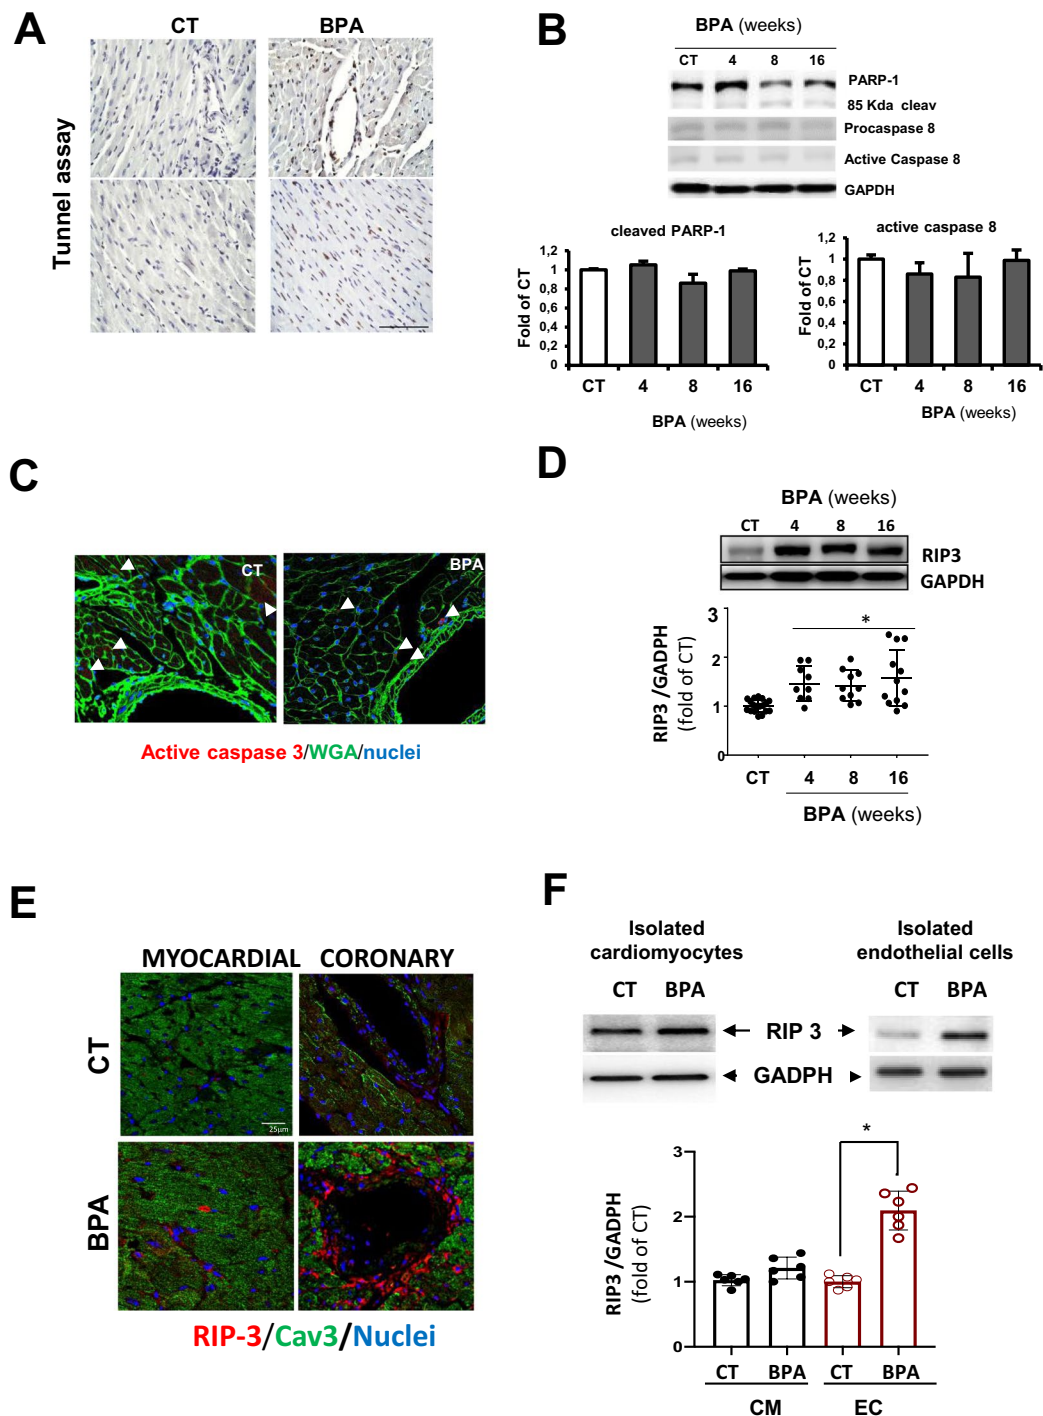 A
CT
BPA
Tunnel assay
B
BPA (weeks)
CT 4 8 16
PARP-1
85 Kda cleav
Procaspase 8
Active Caspase 8
GAPDH
cleaved PARP-1
Fold of CT
1,2
1
0,8
0,6
0,4
0,2
0
CT 4 8 16
BPA (weeks)
active caspase 8
Fold of CT
1,2
1
0,8
0,6
0,4
0,2
0
CT 4 8 16
BPA (weeks)
C
CT
BPA
Active caspase 3/WGA/nuclei
D
BPA (weeks)
CT 4 8 16
RIP3
GAPDH
RIP3 /GADPH
(fold of CT)
3
2
1
0
*
CT 4 8 16
BPA (weeks)
E
MYOCARDIAL CORONARY
CT
25µm
BPA
RIP-3/Cav3/Nuclei
F
Isolated
cardiomyocytes
Isolated
endothelial cells
CT BPA
CT BPA
RIP 3
GADPH
RIP3 /GADPH
(fold of CT)
3
2
1
0
*
CT BPA CT BPA
CM EC